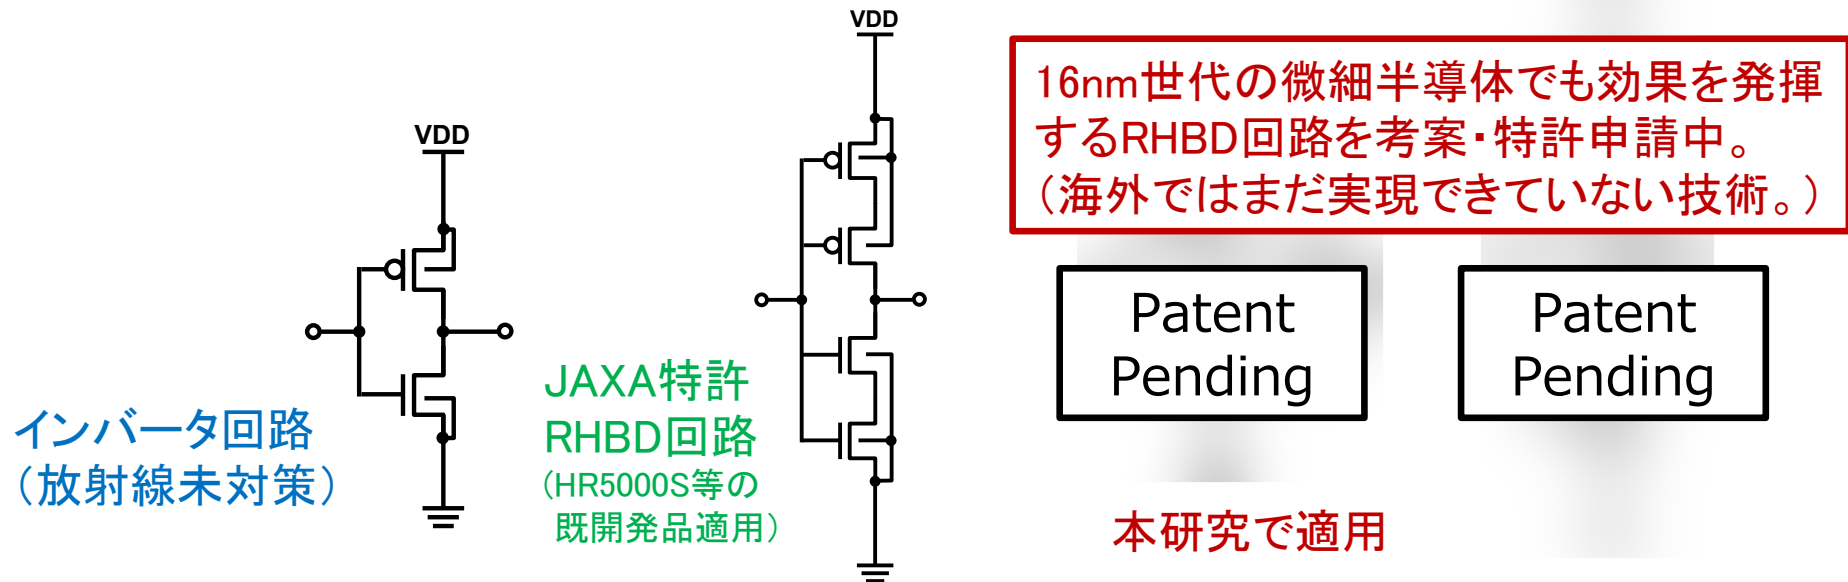 VDD
インバータ回路
（放射線未対策）
VDD
JAXA特許
RHBD回路
（HR5000S等の
既開発品適用）
16nm世代の微細半導体でも効果を発揮
するRHBD回路を考案・特許申請中。
（海外ではまだ実現できていない技術。）
Patent
Pending
Patent
Pending
本研究で適用